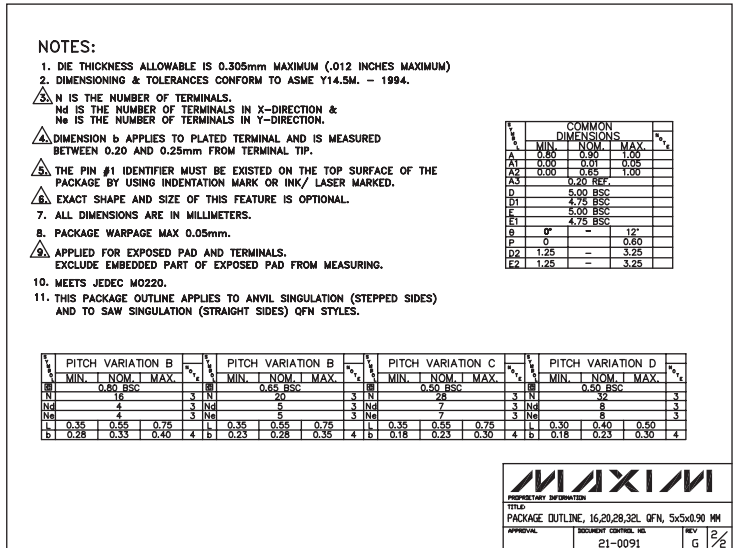 NOTES:
1. DIE THICKNESS ALLOWABLE IS 0.305mm MAXIMUM (.012 INCHES MAXIMUM)
2. DIMENSIONING & TOLERANCES CONFORM TO ASME Y14.5M. – 1994.
3. N IS THE NUMBER OF TERMINALS.
Nd IS THE NUMBER OF TERMINALS IN X–DIRECTION &
Ne IS THE NUMBER OF TERMINALS IN Y–DIRECTION.
4. DIMENSION b APPLIES TO PLATED TERMINAL AND IS MEASURED
BETWEEN 0.20 AND 0.25mm FROM TERMINAL TIP.
5. THE PIN #1 IDENTIFIER MUST BE EXISTED ON THE TOP SURFACE OF THE
PACKAGE BY USING INDENTATION MARK OR INK/ LASER MARKED.
6. EXACT SHAPE AND SIZE OF THIS FEATURE IS OPTIONAL.
7. ALL DIMENSIONS ARE IN MILLIMETERS.
8. PACKAGE WARPAGE MAX 0.05mm.
9. APPLIED FOR EXPOSED PAD AND TERMINALS.
EXCLUDE EMBEDDED PART OF EXPOSED PAD FROM MEASURING.
10. MEETS JEDEC MO220.
11. THIS PACKAGE OUTLINE APPLIES TO ANVIL SINGULATION (STEPPED SIDES)
AND TO SAW SINGULATION (STRAIGHT SIDES) QFN STYLES.
SYMBOL COMMON DIMENSIONS NOTE
MIN. NOM. MAX.
A 0.80 0.90 1.00
A1 0.00 0.01 0.05
A2 0.00 0.65 1.00
A3 0.20 REF.
D 5.00 BSC
D1 4.75 BSC
E 5.00 BSC
E1 4.75 BSC
θ 0° – 12°
P 0 0.60
D2 1.25 – 3.25
E2 1.25 – 3.25
SYMBOL PITCH VARIATION B NOTE SYMBOL PITCH VARIATION B NOTE SYMBOL PITCH VARIATION C NOTE SYMBOL PITCH VARIATION D NOTE
MIN. NOM. MAX. MIN. NOM. MAX. MIN. NOM. MAX. MIN. NOM. MAX.
0.80 BSC 0.65 BSC 0.50 BSC 0.50 BSC
N 16 3 N 20 3 N 28 3 N 32 3
Nd 4 3 Nd 5 3 Nd 7 3 Nd 8 3
Ne 4 3 Ne 5 3 Ne 7 3 Ne 8 3
L 0.35 0.55 0.75 L 0.35 0.55 0.75 L 0.35 0.55 0.75 L 0.30 0.40 0.50
b 0.28 0.33 0.40 4 b 0.23 0.28 0.35 4 b 0.18 0.23 0.30 4 b 0.18 0.23 0.30 4
MAXIM
PROPRIETARY INFORMATION
TITLE:
PACKAGE OUTLINE, 16,20,28,32L QFN, 5x5x0.90 MM
APPROVAL DOCUMENT CONTROL NO. REV
21-0091 G 2/2